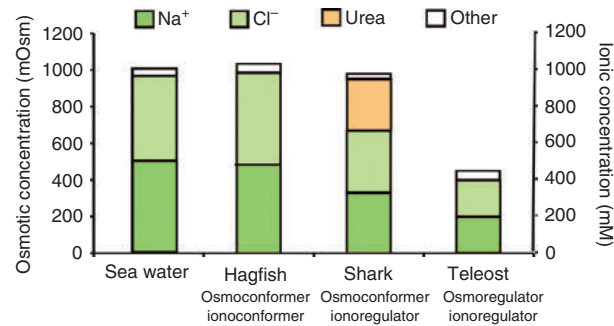 Na⁺ Cl⁻ Urea Other
Osmotic concentration (mOsm)
1200
1000
800
600
400
200
0
1200
1000
800
600
400
200
0
Ionic concentration (mM)
Sea water
Hagfish
Osmoconformer
ionoconformer
Shark
Osmoconformer
ionoregulator
Teleost
Osmoregulator
ionoregulator